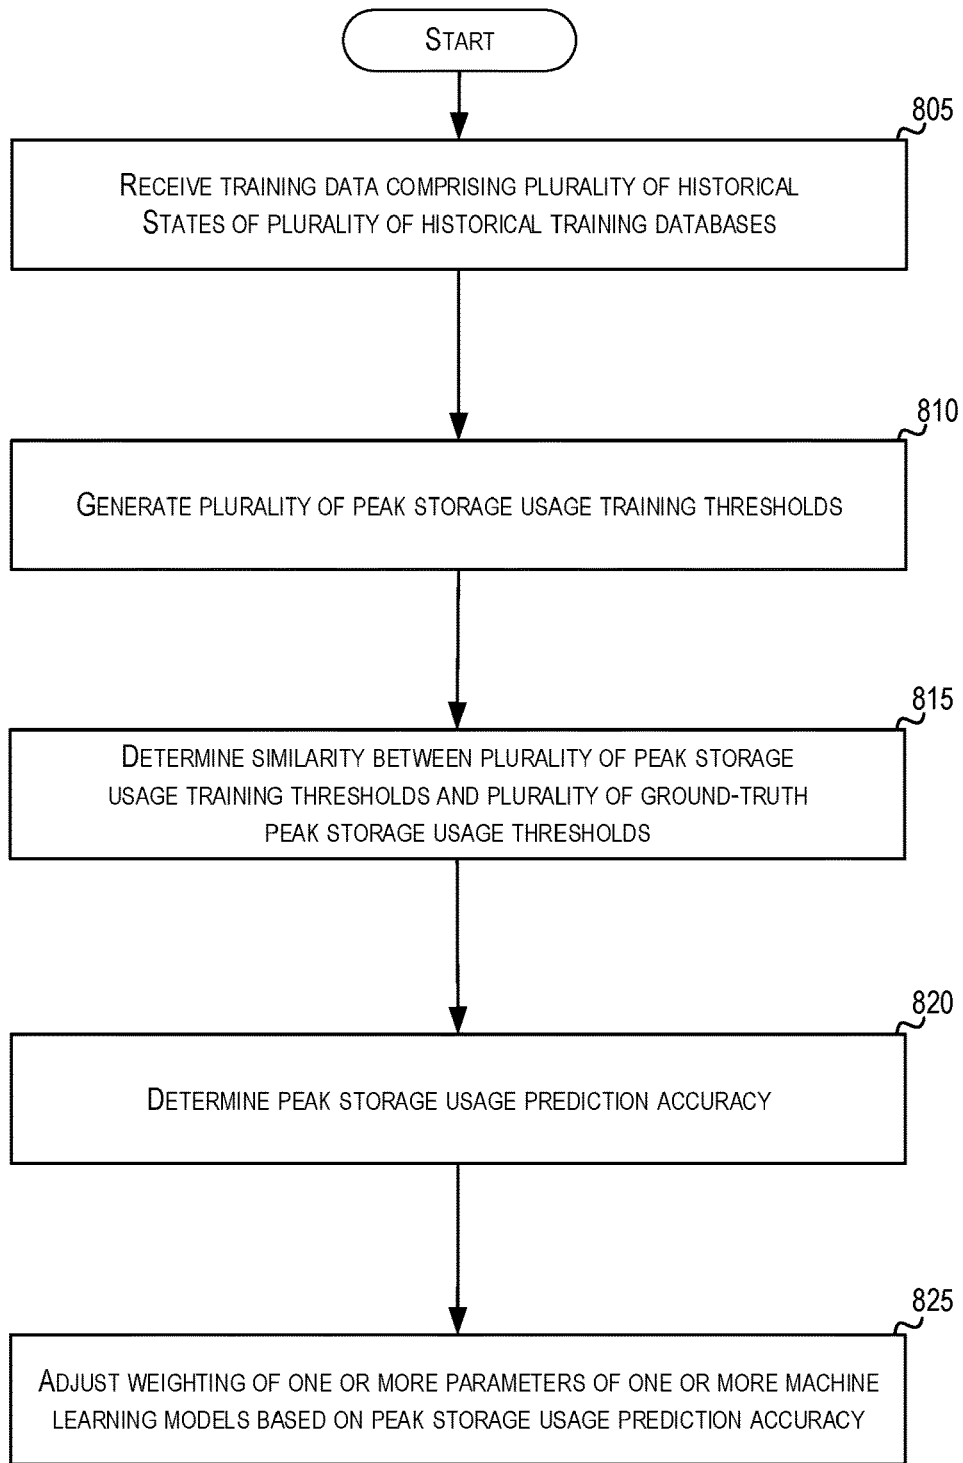 START
805
RECEIVE TRAINING DATA COMPRISING PLURALITY OF HISTORICAL
STATES OF PLURALITY OF HISTORICAL TRAINING DATABASES
810
GENERATE PLURALITY OF PEAK STORAGE USAGE TRAINING THRESHOLDS
815
DETERMINE SIMILARITY BETWEEN PLURALITY OF PEAK STORAGE
USAGE TRAINING THRESHOLDS AND PLURALITY OF GROUND-TRUTH
PEAK STORAGE USAGE THRESHOLDS
820
DETERMINE PEAK STORAGE USAGE PREDICTION ACCURACY
825
ADJUST WEIGHTING OF ONE OR MORE PARAMETERS OF ONE OR MORE MACHINE
LEARNING MODELS BASED ON PEAK STORAGE USAGE PREDICTION ACCURACY